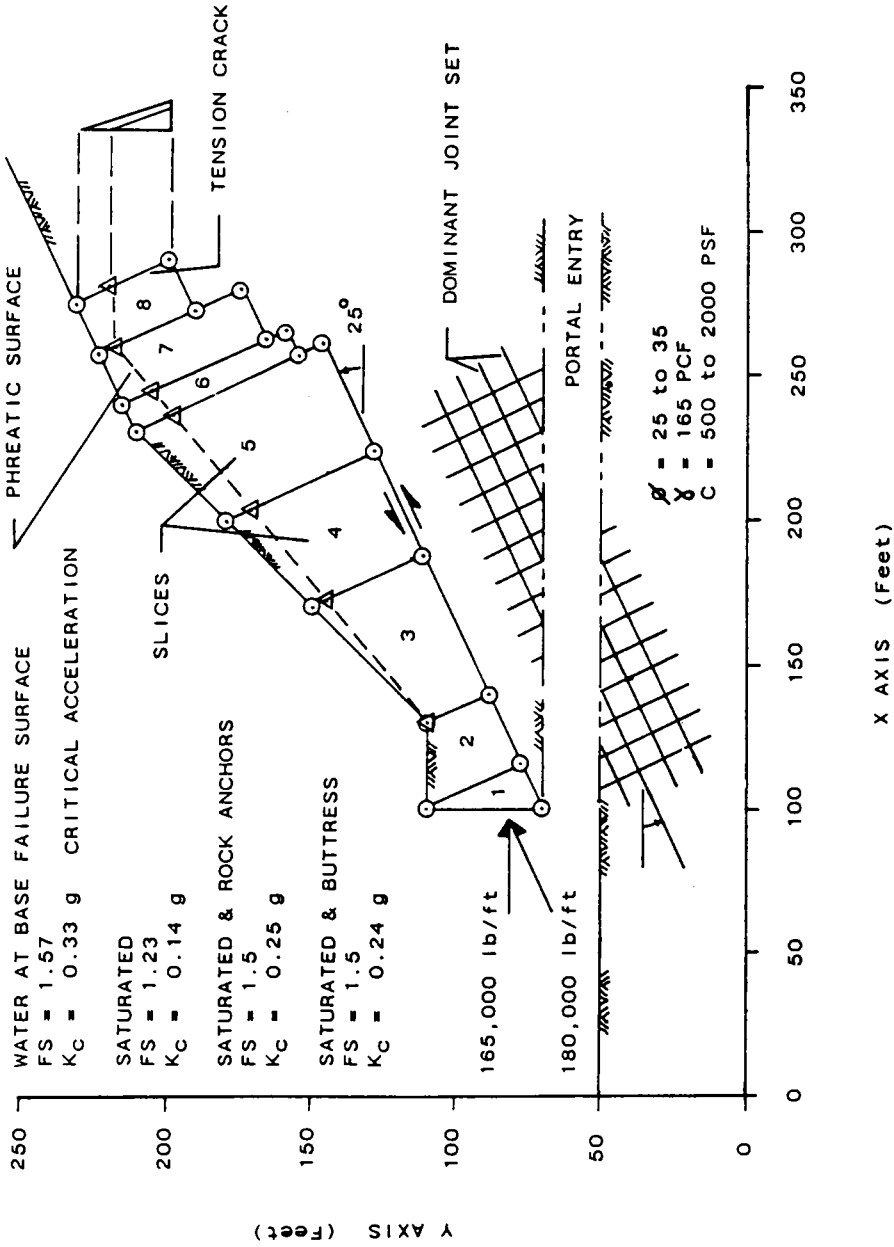 PHREATIC SURFACE
WATER AT BASE FAILURE SURFACE
FS = 1.57
KC = 0.33 g CRITICAL ACCELERATION
SATURATED
FS = 1.23
KC = 0.14 g
SATURATED & ROCK ANCHORS
FS = 1.5
KC = 0.25 g
SATURATED & BUTTRESS
FS = 1.5
KC = 0.24 g
SLICES
TENSION CRACK
1
2
3
4
5
6
7
8
25°
165,000 lb/ft
180,000 lb/ft
DOMINANT JOINT SET
PORTAL ENTRY
Ø = 25 to 35
γ = 165 PCF
C = 500 to 2000 PSF
Y AXIS (Feet)
250
200
150
100
50
0
0
50
100
150
200
250
300
350
X AXIS (Feet)